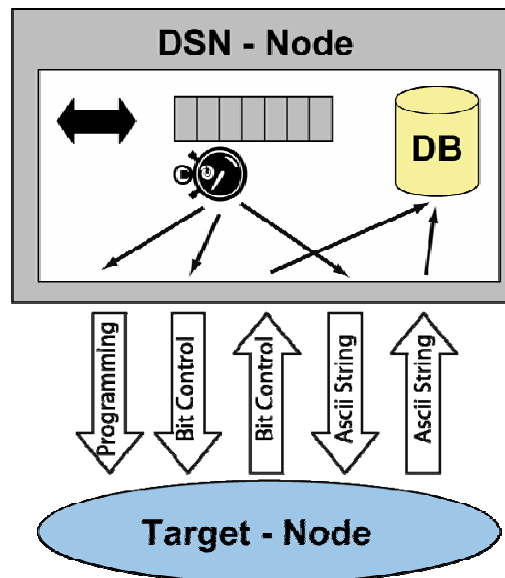 DSN - Node
DB
Programming
Bit Control
Bit Control
Ascii String
Ascii String
Target - Node